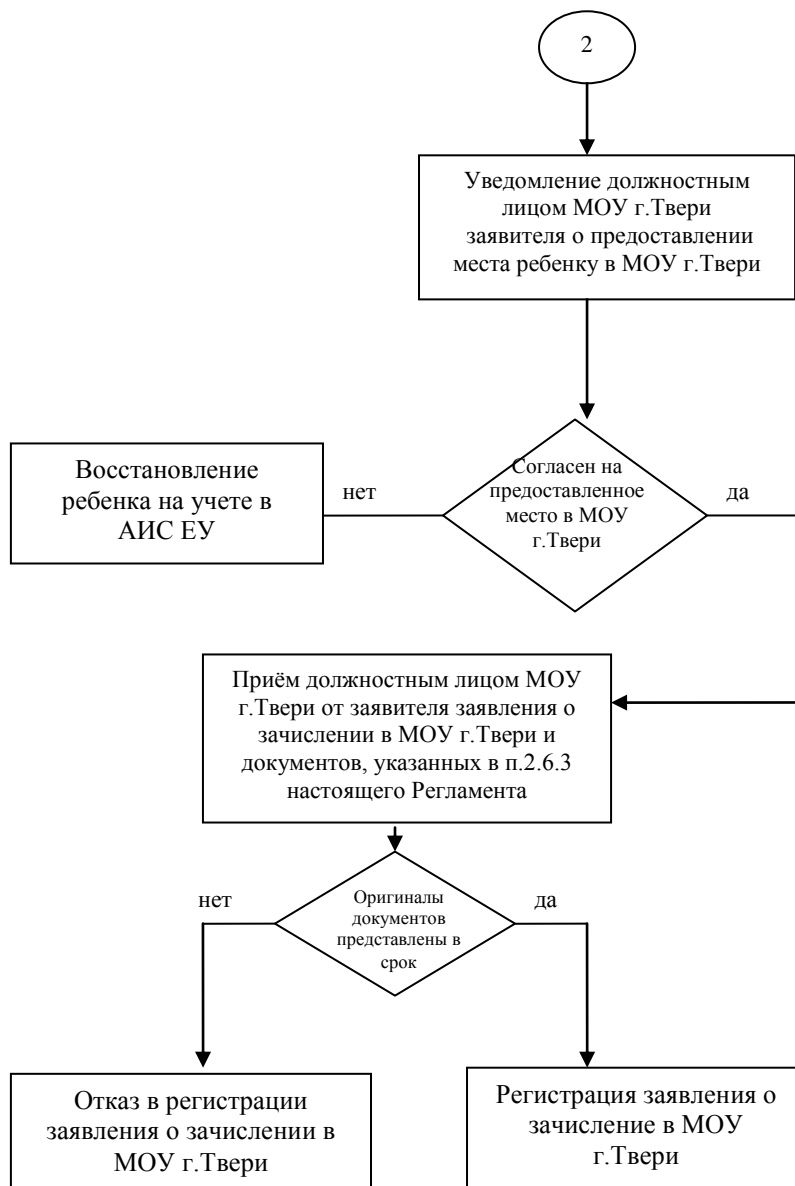 2
Уведомление должностным
лицом МОУ г.Твери
заявителя о предоставлении
места ребенку в МОУ г.Твери
Восстановление
ребенка на учете в
АИС ЕУ
нет
Согласен на
предоставленное
место в МОУ
г.Твери
да
Приём должностным лицом МОУ
г.Твери от заявителя заявления о
зачислении в МОУ г.Твери и
документов, указанных в п.2.6.3
настоящего Регламента
нет
Оригиналы
документов
представлены в
срок
да
Отказ в регистрации
заявления о зачислении в
МОУ г.Твери
Регистрация заявления о
зачисление в МОУ
г.Твери